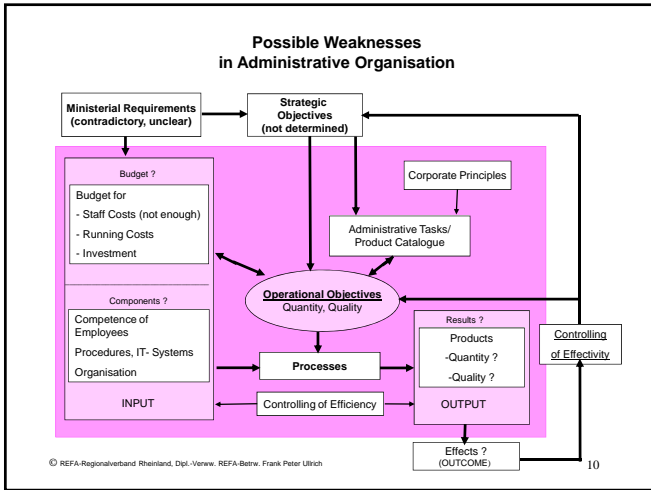 Possible Weaknesses
in Administrative Organisation
Ministerial Requirements
(contradictory, unclear)
Strategic
Objectives
(not determined)
Budget ?
Budget for
- Staff Costs (not enough)
- Running Costs
- Investment
Corporate Principles
Administrative Tasks/
Product Catalogue
Operational Objectives
Quantity, Quality
Components ?
Competence of
Employees
Procedures, IT- Systems
Organisation
INPUT
Processes
Controlling of Efficiency
Results ?
Products
-Quantity ?
-Quality ?
OUTPUT
Controlling
of Effectivity
Effects ?
(OUTCOME)
© REFA-Regionalverband Rheinland, Dipl.-Verww. REFA-Betrw. Frank Peter Ullrich
10